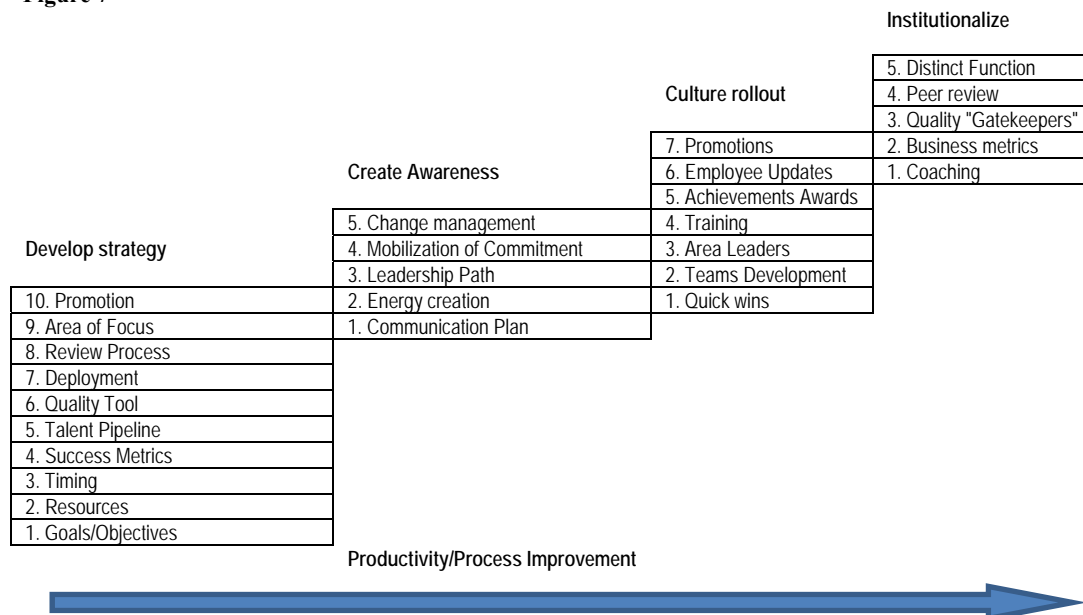 Institutionalize
5. Distinct Function
4. Peer review
3. Quality "Gatekeepers"
2. Business metrics
1. Coaching
Culture rollout
7. Promotions
6. Employee Updates
5. Achievements Awards
4. Training
3. Area Leaders
2. Teams Development
1. Quick wins
Create Awareness
5. Change management
4. Mobilization of Commitment
3. Leadership Path
2. Energy creation
1. Communication Plan
Develop strategy
10. Promotion
9. Area of Focus
8. Review Process
7. Deployment
6. Quality Tool
5. Talent Pipeline
4. Success Metrics
3. Timing
2. Resources
1. Goals/Objectives
Productivity/Process Improvement